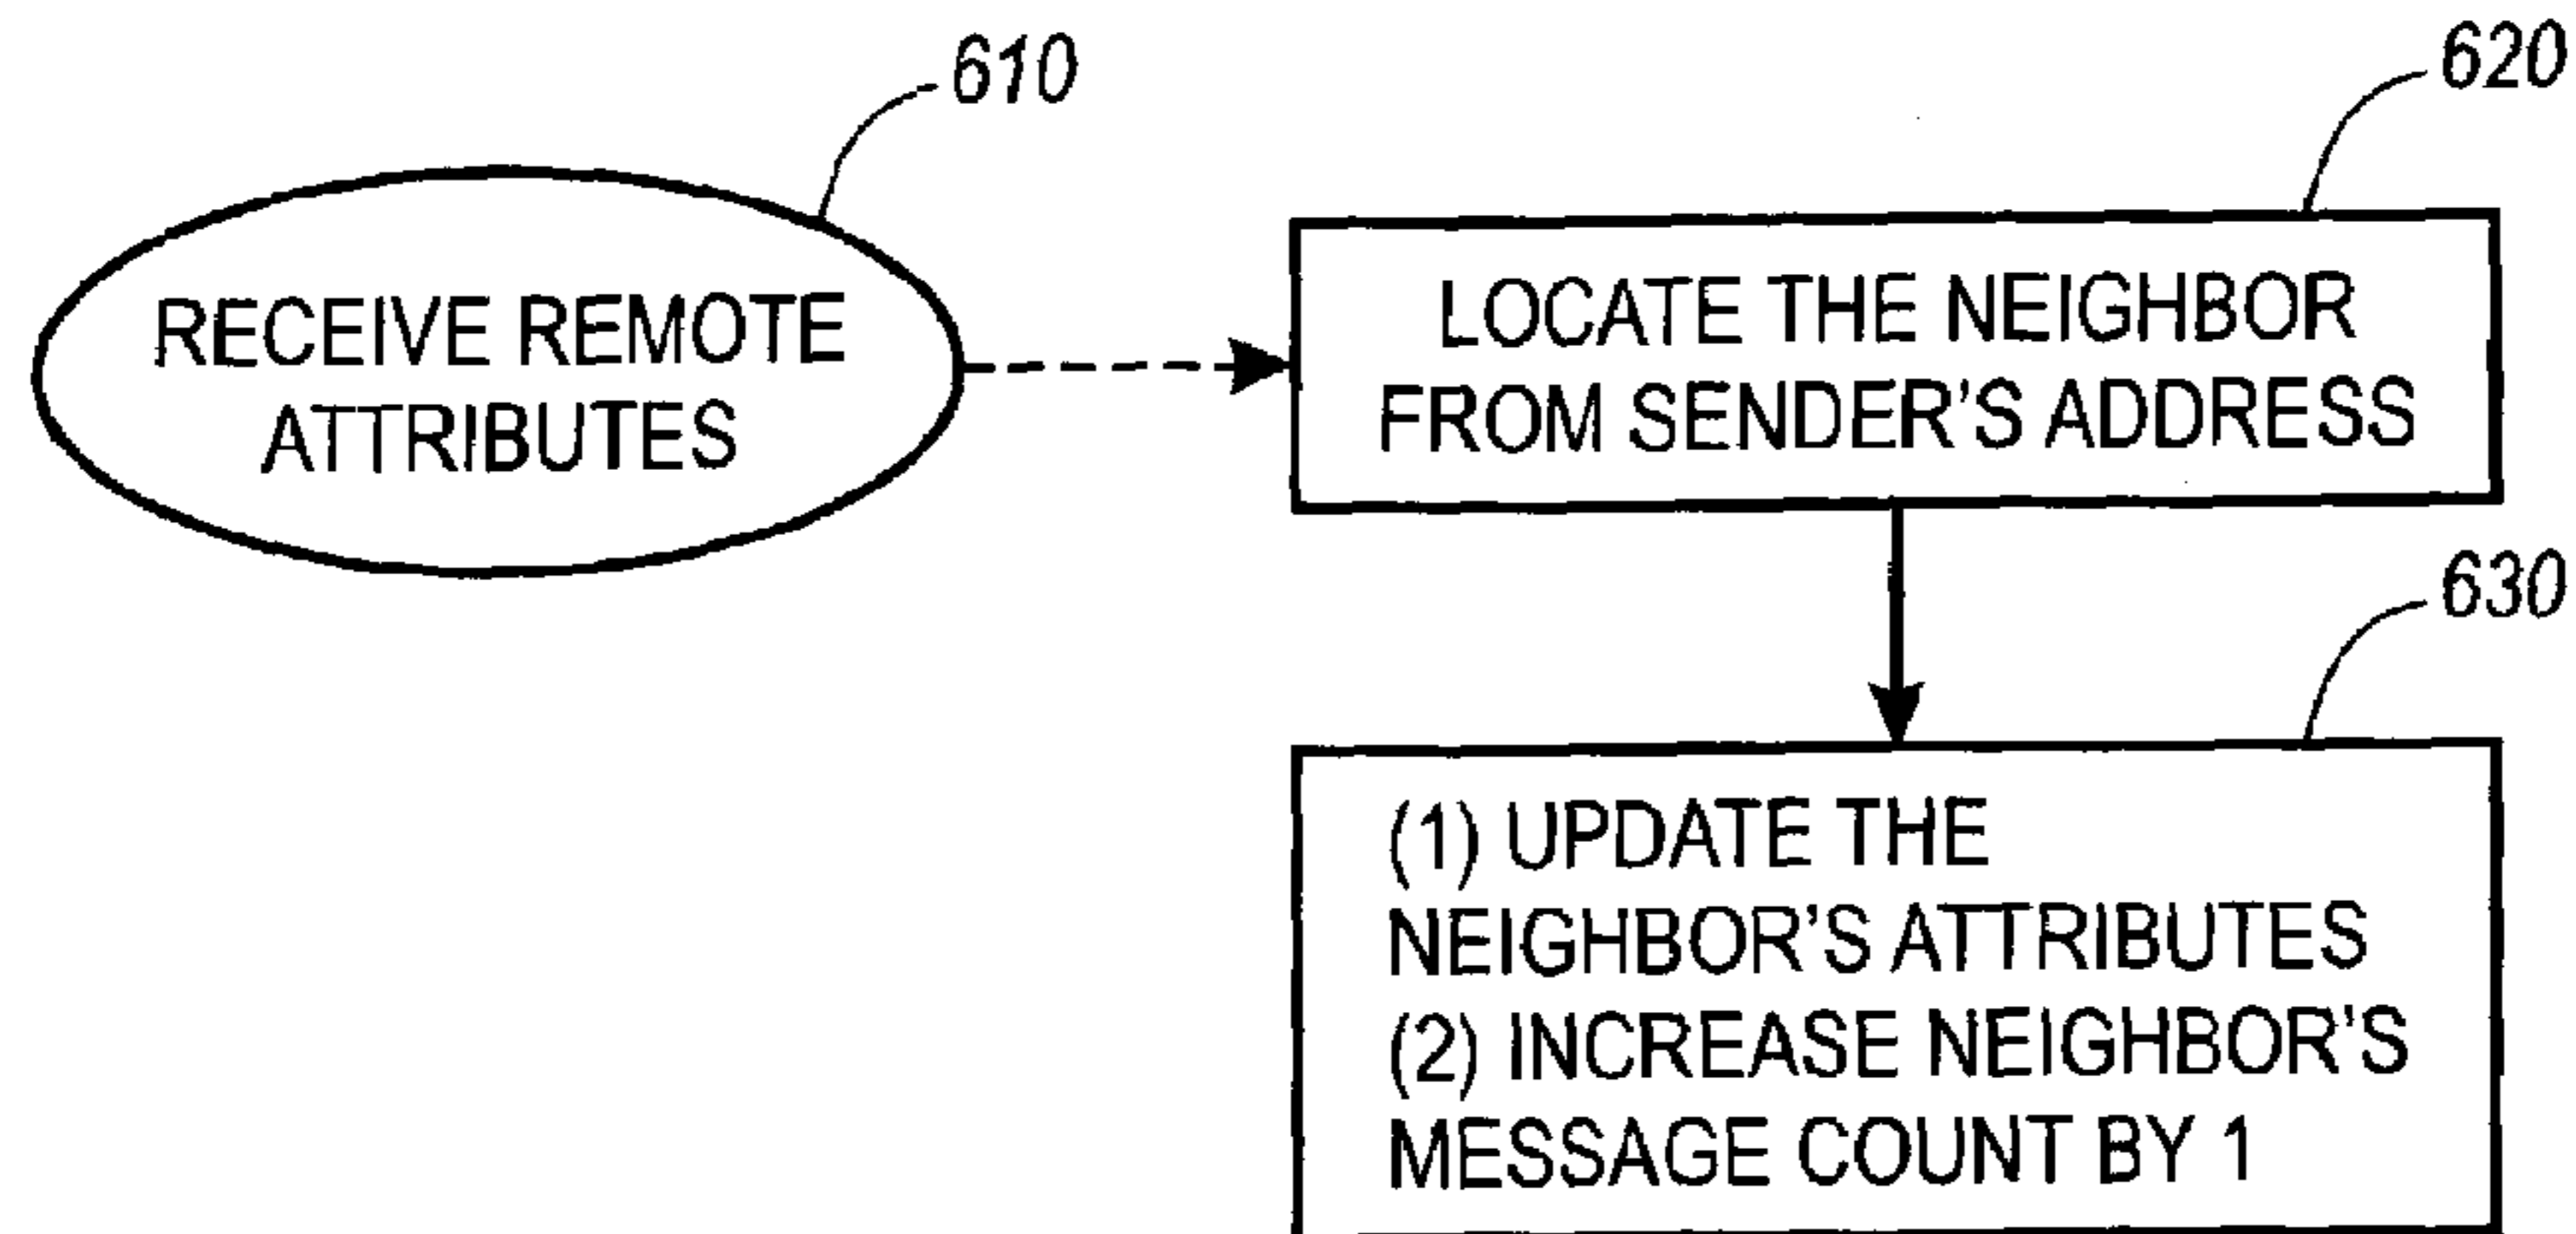 610
RECEIVE REMOTE
ATTRIBUTES
620
LOCATE THE NEIGHBOR
FROM SENDER'S ADDRESS
630
(1) UPDATE THE
NEIGHBOR'S ATTRIBUTES
(2) INCREASE NEIGHBOR'S
MESSAGE COUNT BY 1